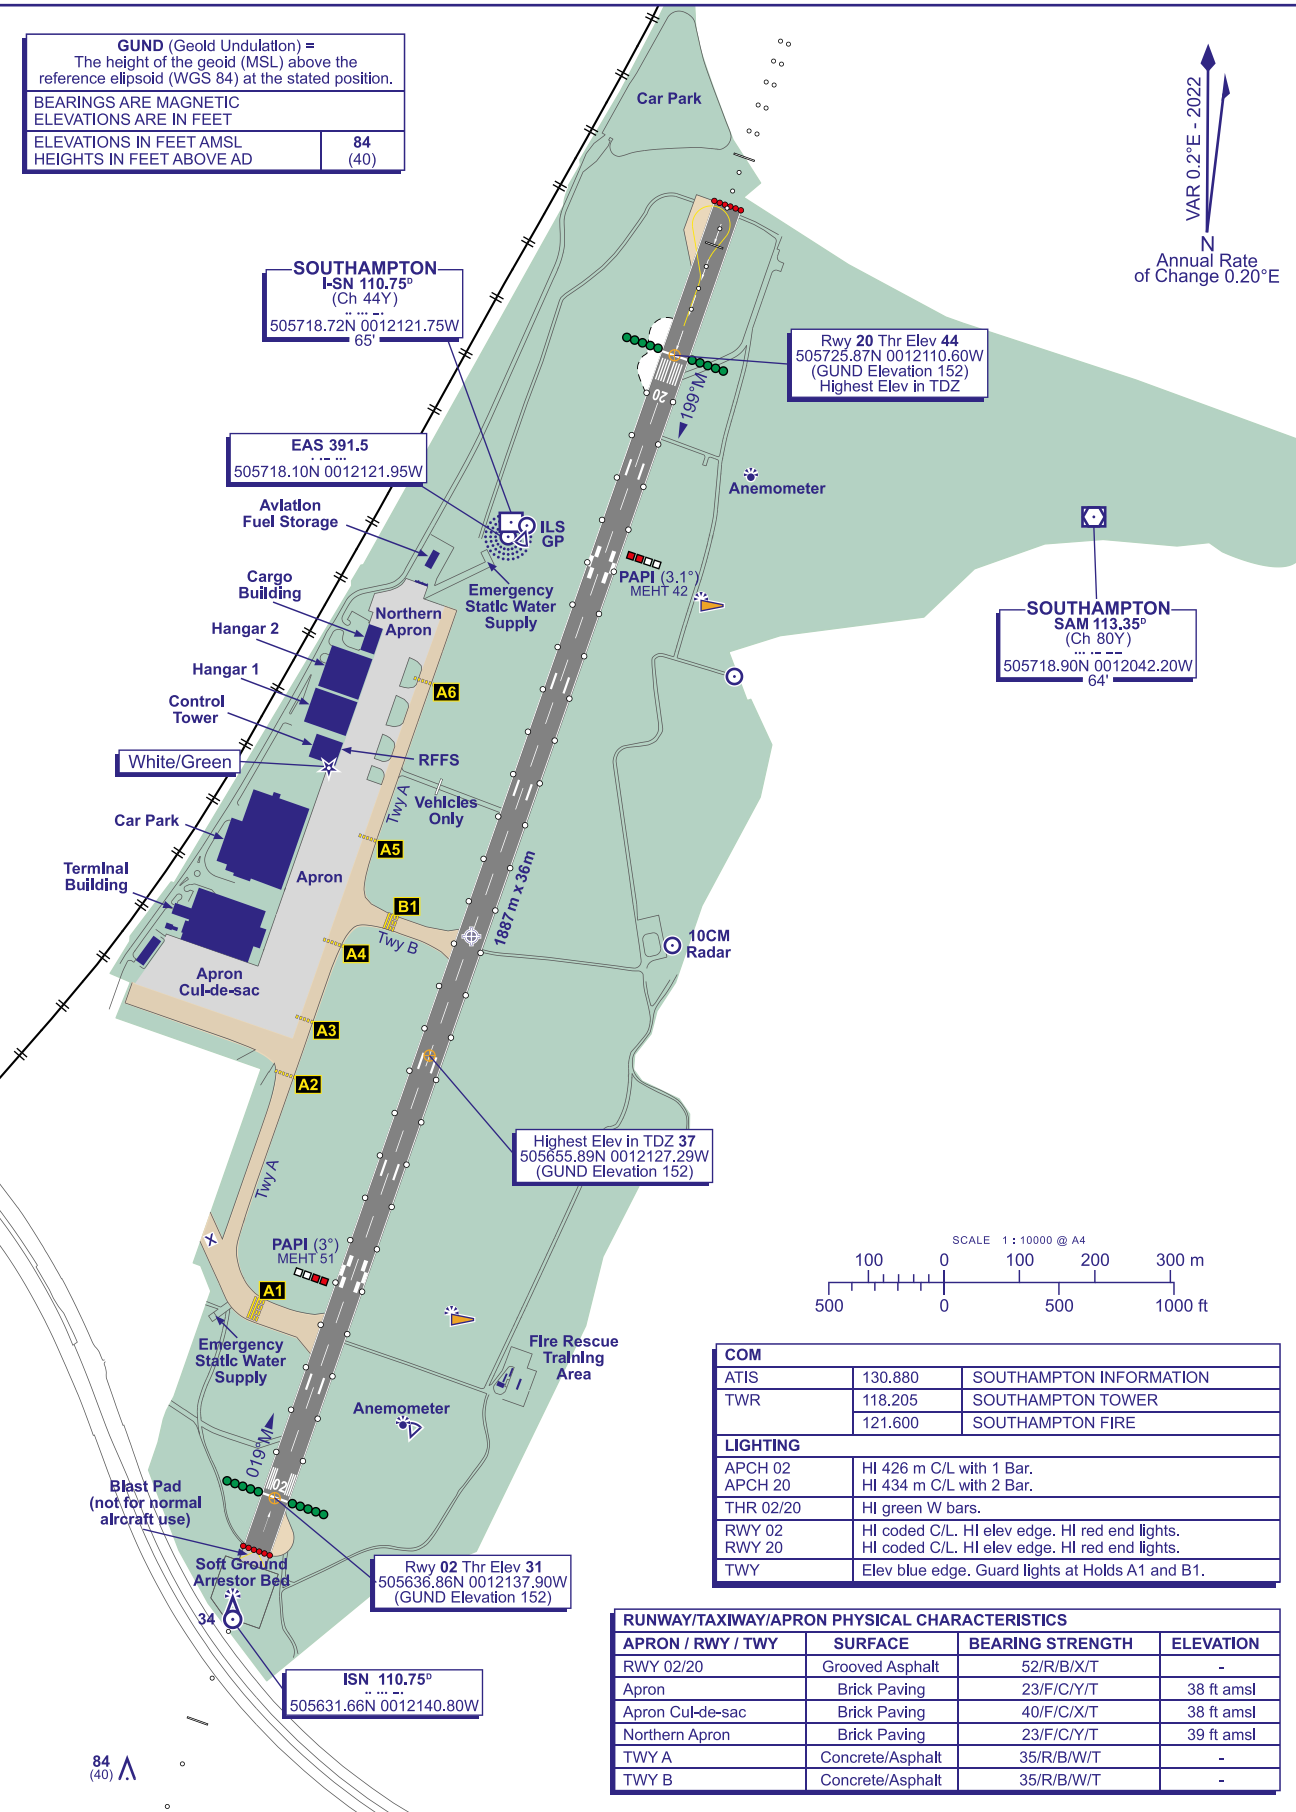 GUND (Geoid Undulation) =
The height of the geoid (MSL) above the
reference elipsoid (WGS 84) at the stated position.
BEARINGS ARE MAGNETIC
ELEVATIONS ARE IN FEET
ELEVATIONS IN FEET AMSL 84
HEIGHTS IN FEET ABOVE AD (40)
Car Park
VAR 0.2°E - 2022
N
Annual Rate
of Change 0.20°E
SOUTHAMPTON
I-SN 110.75ᴰ
(Ch 44Y)
505718.72N 0012121.75W
65'
Rwy 20 Thr Elev 44
505725.87N 0012110.60W
(GUND Elevation 152)
Highest Elev in TDZ
20
199°M
EAS 391.5
505718.10N 0012121.95W
Anemometer
Aviation
Fuel Storage
ILS
GP
PAPI (3.1°)
MEHT 42
Cargo
Building
Emergency
Static Water
Supply
Northern
Apron
SOUTHAMPTON
SAM 113.35ᴰ
(Ch 80Y)
505718.90N 0012042.20W
64'
Hangar 2
Hangar 1
Control
Tower
A6
White/Green
RFFS
Twy A
Vehicles
Only
Car Park
A5
Terminal
Building
Apron
1887m x 36m
B1
Twy B
A4
10CM
Radar
Apron
Cul-de-sac
A3
A2
Highest Elev in TDZ 37
505655.89N 0012127.29W
(GUND Elevation 152)
Twy A
X
PAPI (3°)
MEHT 51
A1
SCALE 1 : 10000 @ A4
100 0 100 200 300 m
500 0 500 1000 ft
Emergency
Static Water
Supply
Fire Rescue
Training
Area
Anemometer
019°M
02
Blast Pad
(not for normal
aircraft use)
Soft Ground
Arrestor Bed
Rwy 02 Thr Elev 31
505636.86N 0012137.90W
(GUND Elevation 152)
34
ISN 110.75ᴰ
505631.66N 0012140.80W
84
(40)
COM
ATIS 130.880 SOUTHAMPTON INFORMATION
TWR 118.205 SOUTHAMPTON TOWER
121.600 SOUTHAMPTON FIRE
LIGHTING
APCH 02 HI 426 m C/L with 1 Bar.
APCH 20 HI 434 m C/L with 2 Bar.
THR 02/20 HI green W bars.
RWY 02 HI coded C/L. HI elev edge. HI red end lights.
RWY 20 HI coded C/L. HI elev edge. HI red end lights.
TWY Elev blue edge. Guard lights at Holds A1 and B1.
RUNWAY/TAXIWAY/APRON PHYSICAL CHARACTERISTICS
APRON / RWY / TWY SURFACE BEARING STRENGTH ELEVATION
RWY 02/20 Grooved Asphalt 52/R/B/X/T -
Apron Brick Paving 23/F/C/Y/T 38 ft amsl
Apron Cul-de-sac Brick Paving 40/F/C/X/T 38 ft amsl
Northern Apron Brick Paving 23/F/C/Y/T 39 ft amsl
TWY A Concrete/Asphalt 35/R/B/W/T -
TWY B Concrete/Asphalt 35/R/B/W/T -